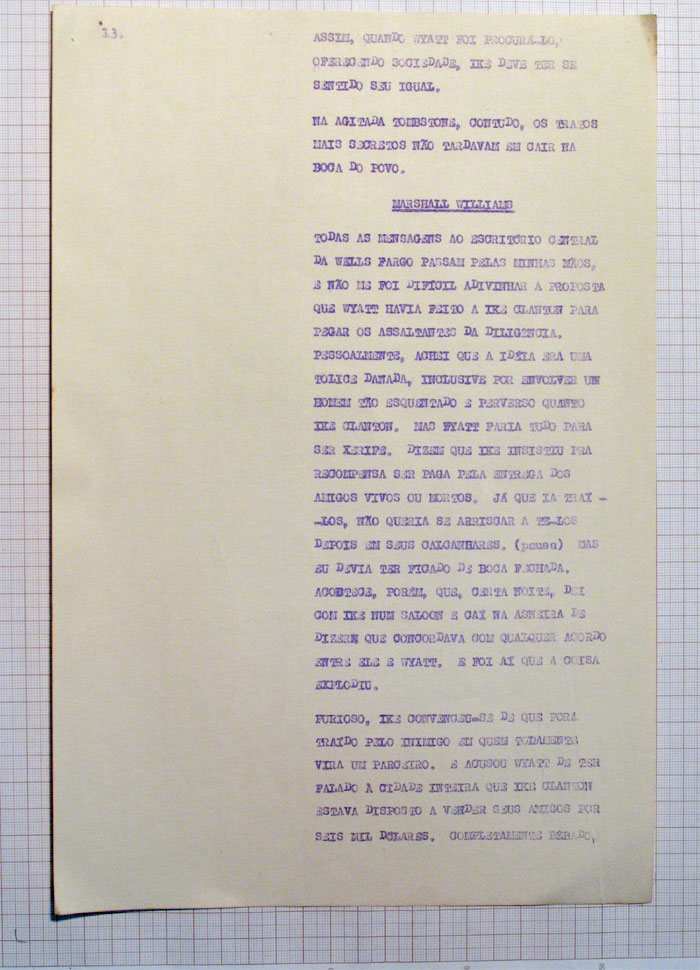 13.
ASSIM, QUANDO WYATT FOI PROCURÁ-LO,
OFERECENDO SOCIEDADE, IKE DEVE TER SE
SENTIDO SEU IGUAL.
NA AGITADA TOMBSTONE, CONTUDO, OS TRATOS
MAIS SECRETOS NÃO TARDAVAM EM CAIR NA
BOCA DO POVO.
MARSHALL WILLIAMS
TODAS AS MENSAGENS AO ESCRITÓRIO CENTRAL
DA WELLS FARGO PASSAM PELAS MINHAS MÃOS,
E NÃO ME FOI DIFÍCIL ADIVINHAR A PROPOSTA
QUE WYATT HAVIA FEITO A IKE CLANTON PARA
PEGAR OS ASSALTANTES DA DILIGÊNCIA.
PESSOALMENTE, ACHEI QUE A IDÉIA ERA UMA
TOLICE DANADA, INCLUSIVE POR ENVOLVER UM
HOMEM TÃO ESQUENTADO E PERVERSO QUANTO
IKE CLANTON. MAS WYATT FARIA TUDO PARA
SER XERIFE. DIZEM QUE IKE INSISTIU PRA
RECOMPENSA SER PAGA PELA ENTREGA DOS
AMIGOS VIVOS OU MORTOS. JÁ QUE IA TRAÍ-
-LOS, NÃO QUERIA SE ARRISCAR A TE-LOS
DEPOIS EM SEUS CALCANHARES. (pausa) MAS
EU DEVIA TER FICADO DE BOCA FECHADA.
ACONTECE, PORÉM, QUE, CERTA NOITE, DEI
COM IKE NUM SALOON E CAÍ NA ASNEIRA DE
DIZER QUE CONCORDAVA COM QUALQUER ACORDO
ENTRE ELE E WYATT. E FOI AÍ QUE A COISA
EXPLODIU.
FURIOSO, IKE CONVENCEU-SE DE QUE FORA
TRAÍDO PELO INIMIGO EM QUEM TOLAMENTE
VIRA UM PARCEIRO. E ACUSOU WYATT DE TER
FALADO À CIDADE INTEIRA QUE IKE CLANTON
ESTAVA DISPOSTO A VENDER SEUS AMIGOS POR
SEIS MIL DÓLARES. COMPLETAMENTE BÊBADO,